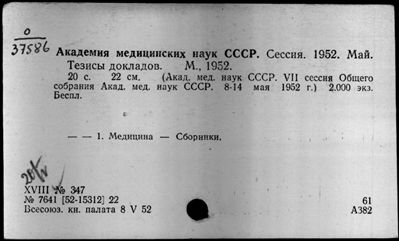 0
37586
Академия медицинских наук СССР. Сессия. 1952. Май.
Тезисы докладов. М., 1952.
20 с. 22 см. (Акад. мед. наук СССР. VII сессия Общего
собрания Акад. мед. наук СССР. 8-14 мая 1952 г.) 2.000 экз.
Беспл.
— — 1. Медицина — Сборники.
XVIII № 347
№ 7641 [52-15312] 22
Всесоюз. кн. палата 8 V 52
61
А382